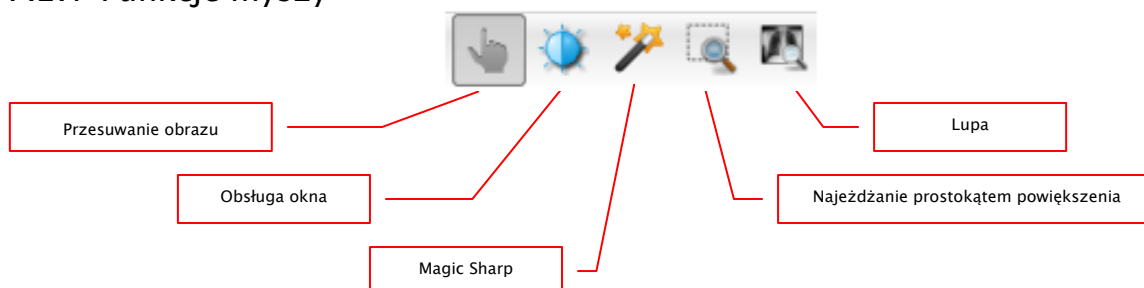 Przesuwanie obrazu
Lupa
Obsługa okna
Najeżdżanie prostokątem powiększenia
Magic Sharp